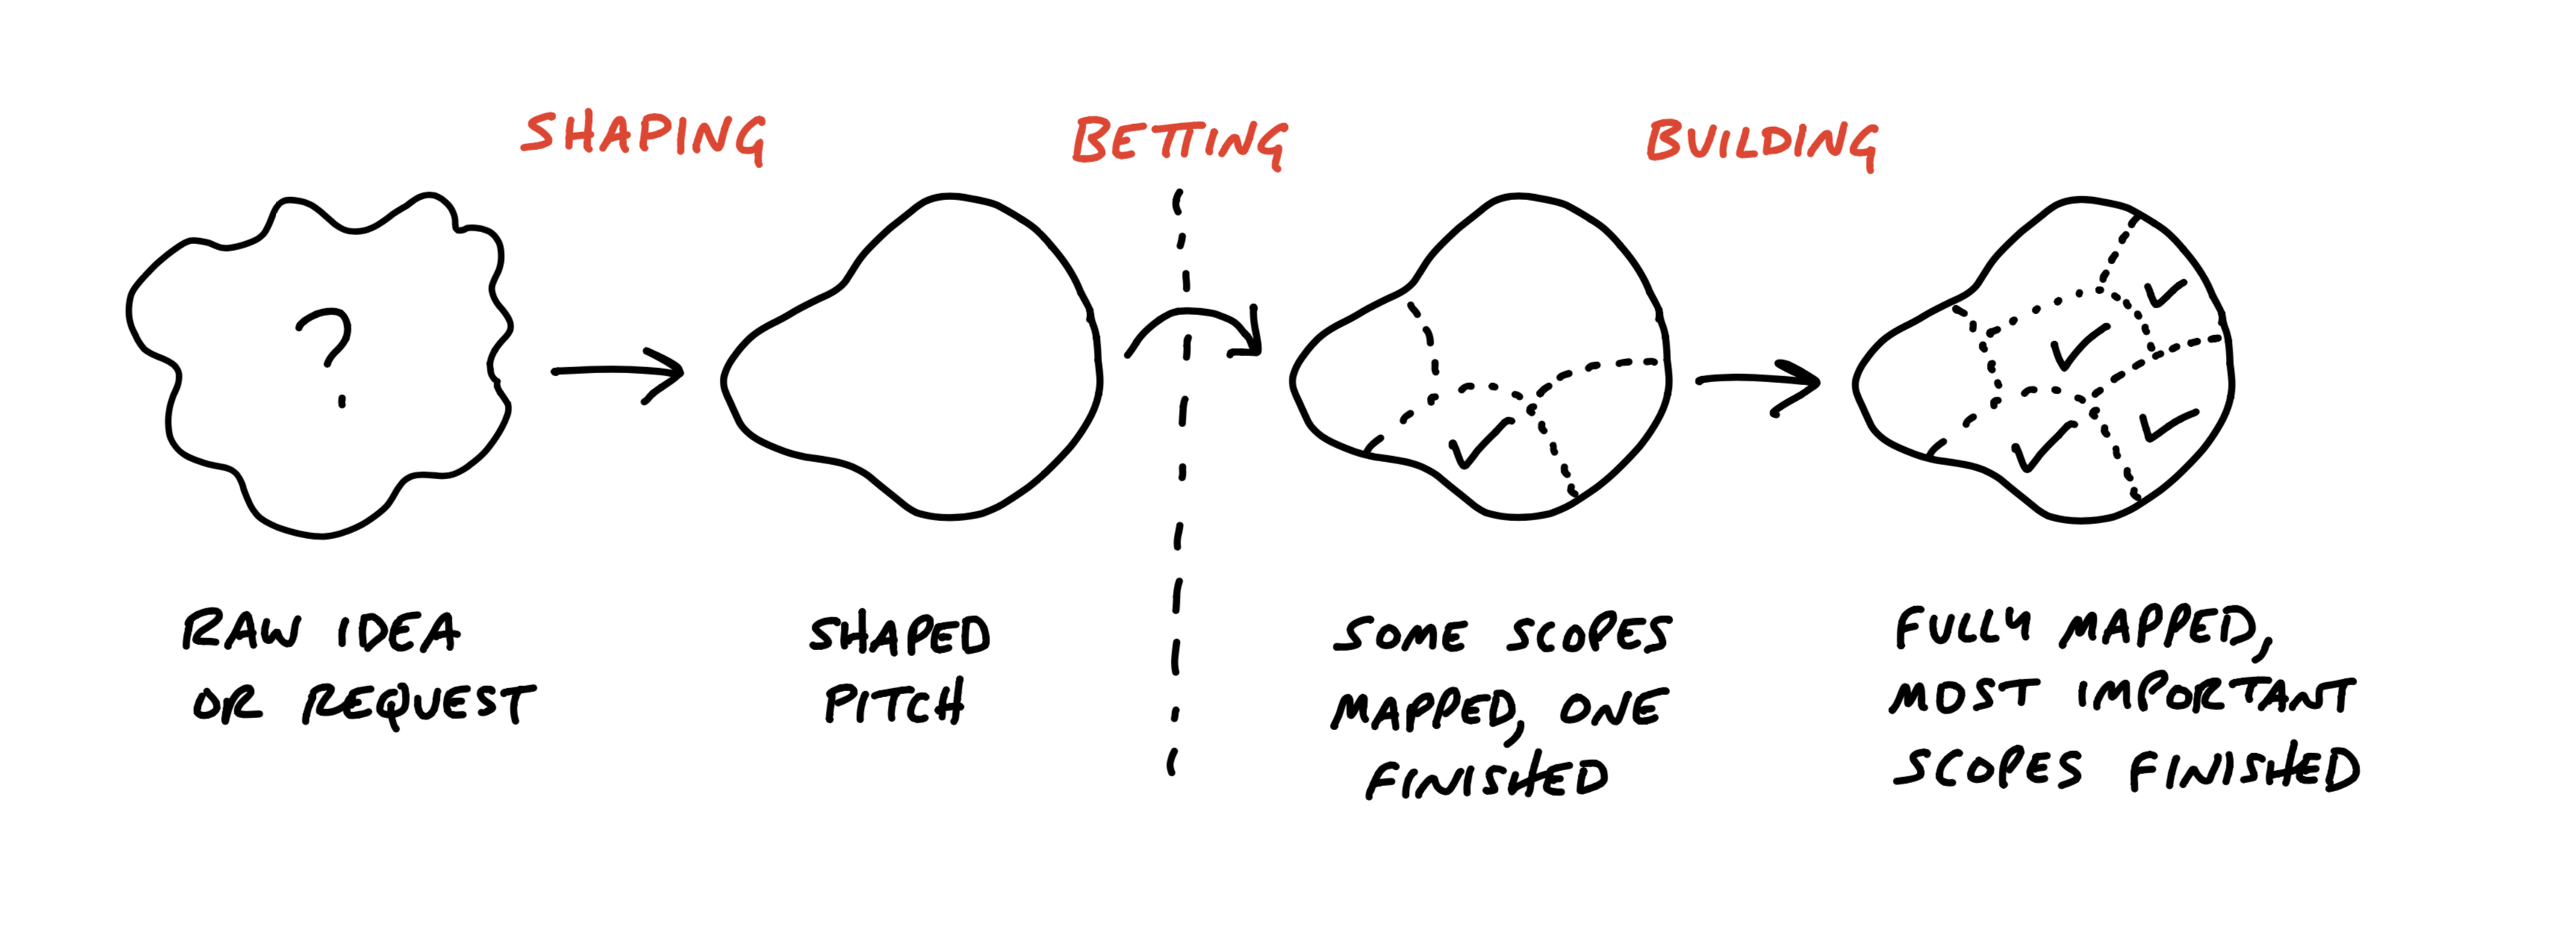 SHAPING
BETTING
BUILDING
?
RAW IDEA
OR REQUEST
SHAPED
PITCH
SOME SCOPES
MAPPED, ONE
FINISHED
FULLY MAPPED,
MOST IMPORTANT
SCOPES FINISHED